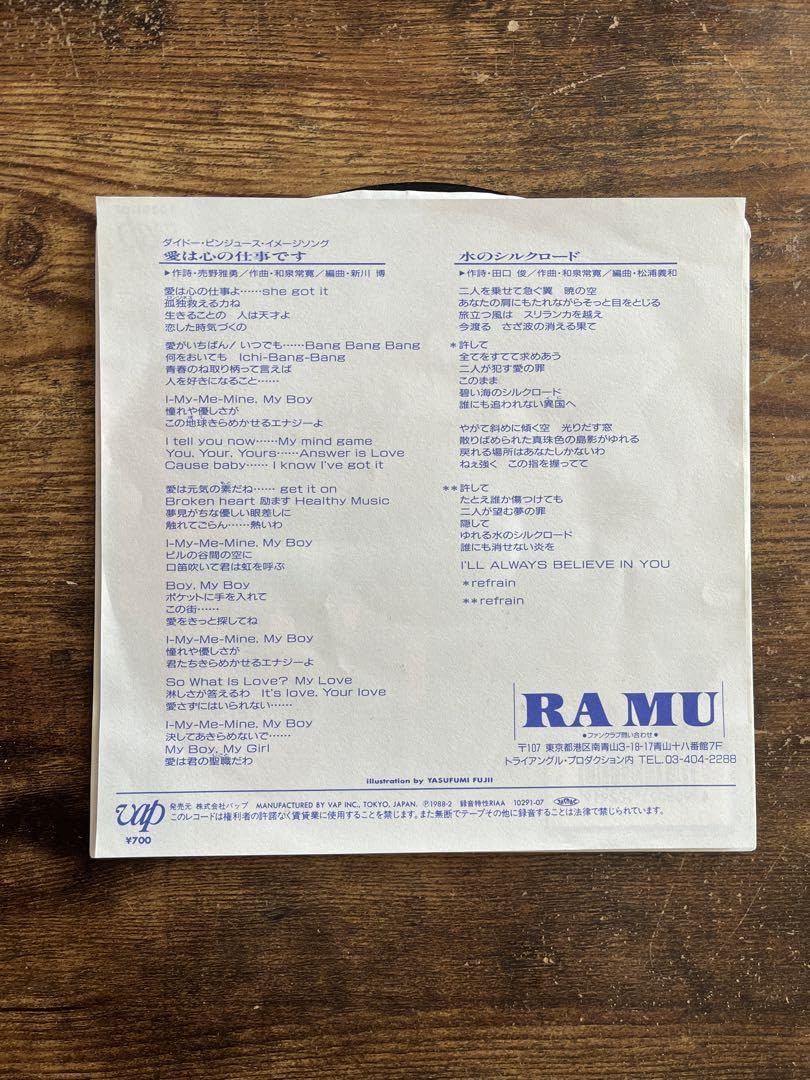 ダイドー・ピンジュース・イメージソング
愛は心の仕事です
▶作詩・売野雅勇／作曲・和泉常寛／編曲・新川 博
愛は心の仕事よ……she got it
孤独救える力ね
生きることの 人は天才よ
恋した時気づくの
愛がいちばん! いつでも……Bang Bang Bang
何をおいても Ichi-Bang-Bang
青春のね取り柄って言えば
人を好きになること……
I-My-Me-Mine, My Boy
憧れや優しさが
この地球きらめかせるエナジーよ
I tell you now……My mind game
You, Your, Yours……Answer is Love
Cause baby…… I know I've got it
愛は元気の素だね…… get it on
Broken heart 励ます Healthy Music
夢見がちな優しい眼差しに
触れてごらん……熱いわ
I-My-Me-Mine, My Boy
ビルの谷間の空に
口笛吹いて君は虹を呼ぶ
Boy, My Boy
ポケットに手を入れて
この街……
愛をきっと探してね
I-My-Me-Mine, My Boy
憧れや優しさが
君たちきらめかせるエナジーよ
So What Is Love? My Love
淋しさが答えるわ It's love, Your love
愛さずにはいられない……
I-My-Me-Mine, My Boy
決してあきらめないで……
My Boy, My Girl
愛は君の聖職だわ
水のシルクロード
▶作詩・田口 俊／作曲・和泉常寛／編曲・松浦義和
二人を乗せて急ぐ翼 暁の空
あなたの肩にもたれながらそっと目をとじる
旅立つ風は スリランカを越え
今渡る さざ波の消える果て
*許して
全てをすてて求めあう
二人が犯す愛の罪
このまま
碧い海のシルクロード
誰にも追われない異国へ
やがて斜めに傾く空 光りだす窓
散りばめられた真珠色の島影がゆれる
戻れる場所はあなたしかないわ
ねぇ強く この指を握ってて
**許して
たとえ誰か傷つけても
二人が望む夢の罪
隠して
ゆれる水のシルクロード
誰にも消せない炎を
I'LL ALWAYS BELIEVE IN YOU
*refrain
**refrain
RA MU
●ファンクラブ問い合わせ●
〒107 東京都港区南青山3-18-17青山十八番館7F
トライアングル・プロダクション内 TEL.03-404-2288
illustration by YASUFUMI FUJII
vap 発売元 株式会社バップ MANUFACTURED BY VAP INC., TOKYO, JAPAN. Ⓟ1988-2 録音特性RIAA 10291-07
このレコードは権利者の許諾なく賃貸業に使用することを禁じます。また無断でテープその他に録音することは法律で禁じられています。
¥700